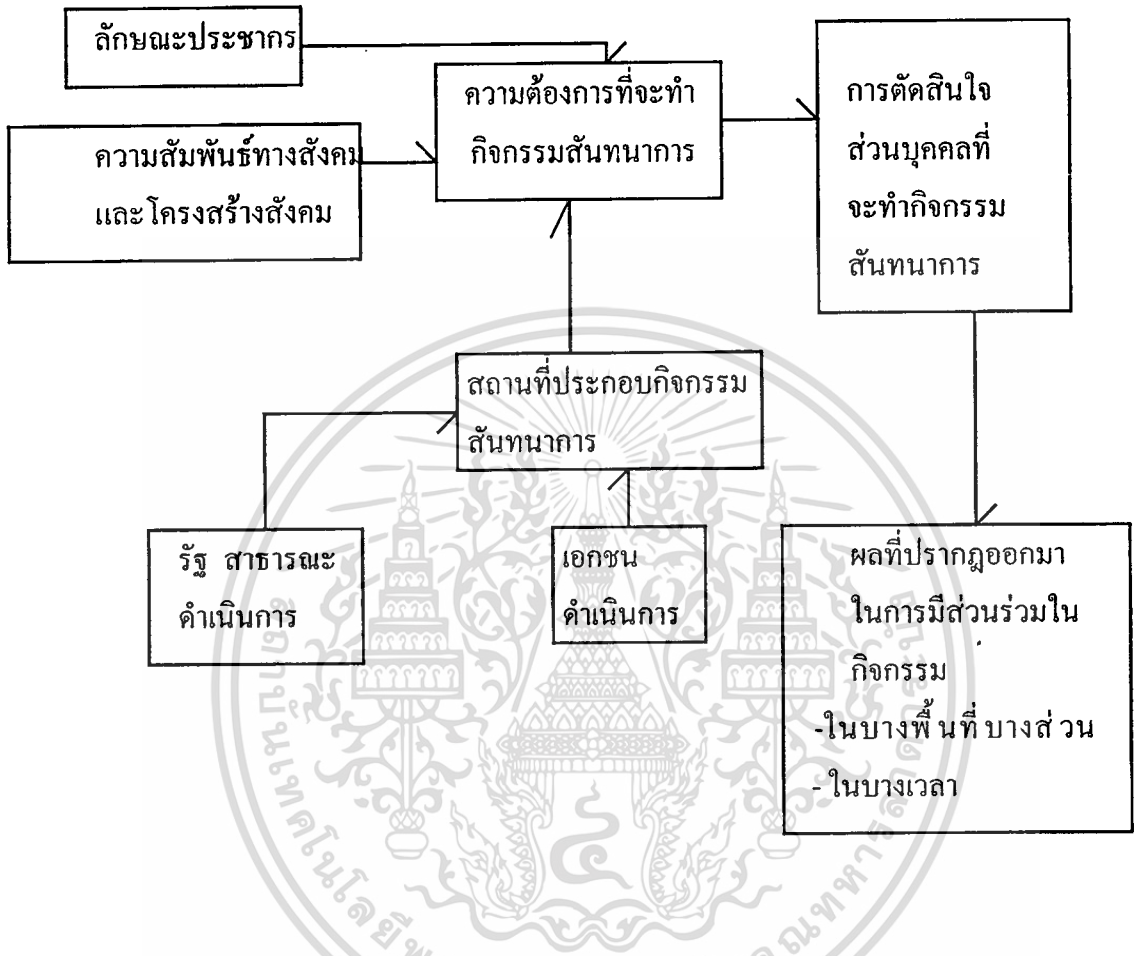 ลักษณะประชากร
ความสัมพันธ์ทางสังคม
และโครงสร้างสังคม
ความต้องการที่จะทำ
กิจกรรมสันทนาการ
การตัดสินใจ
ส่วนบุคคลที่
จะทำกิจกรรม
สันทนาการ
สถานที่ประกอบกิจกรรม
สันทนาการ
รัฐ สาธารณะ
ดำเนินการ
เอกชน
ดำเนินการ
ผลที่ปรากฎออกมา
ในการมีส่วนร่วมใน
กิจกรรม
-ในบางพื้นที่ บางส่วน
- ในบางเวลา